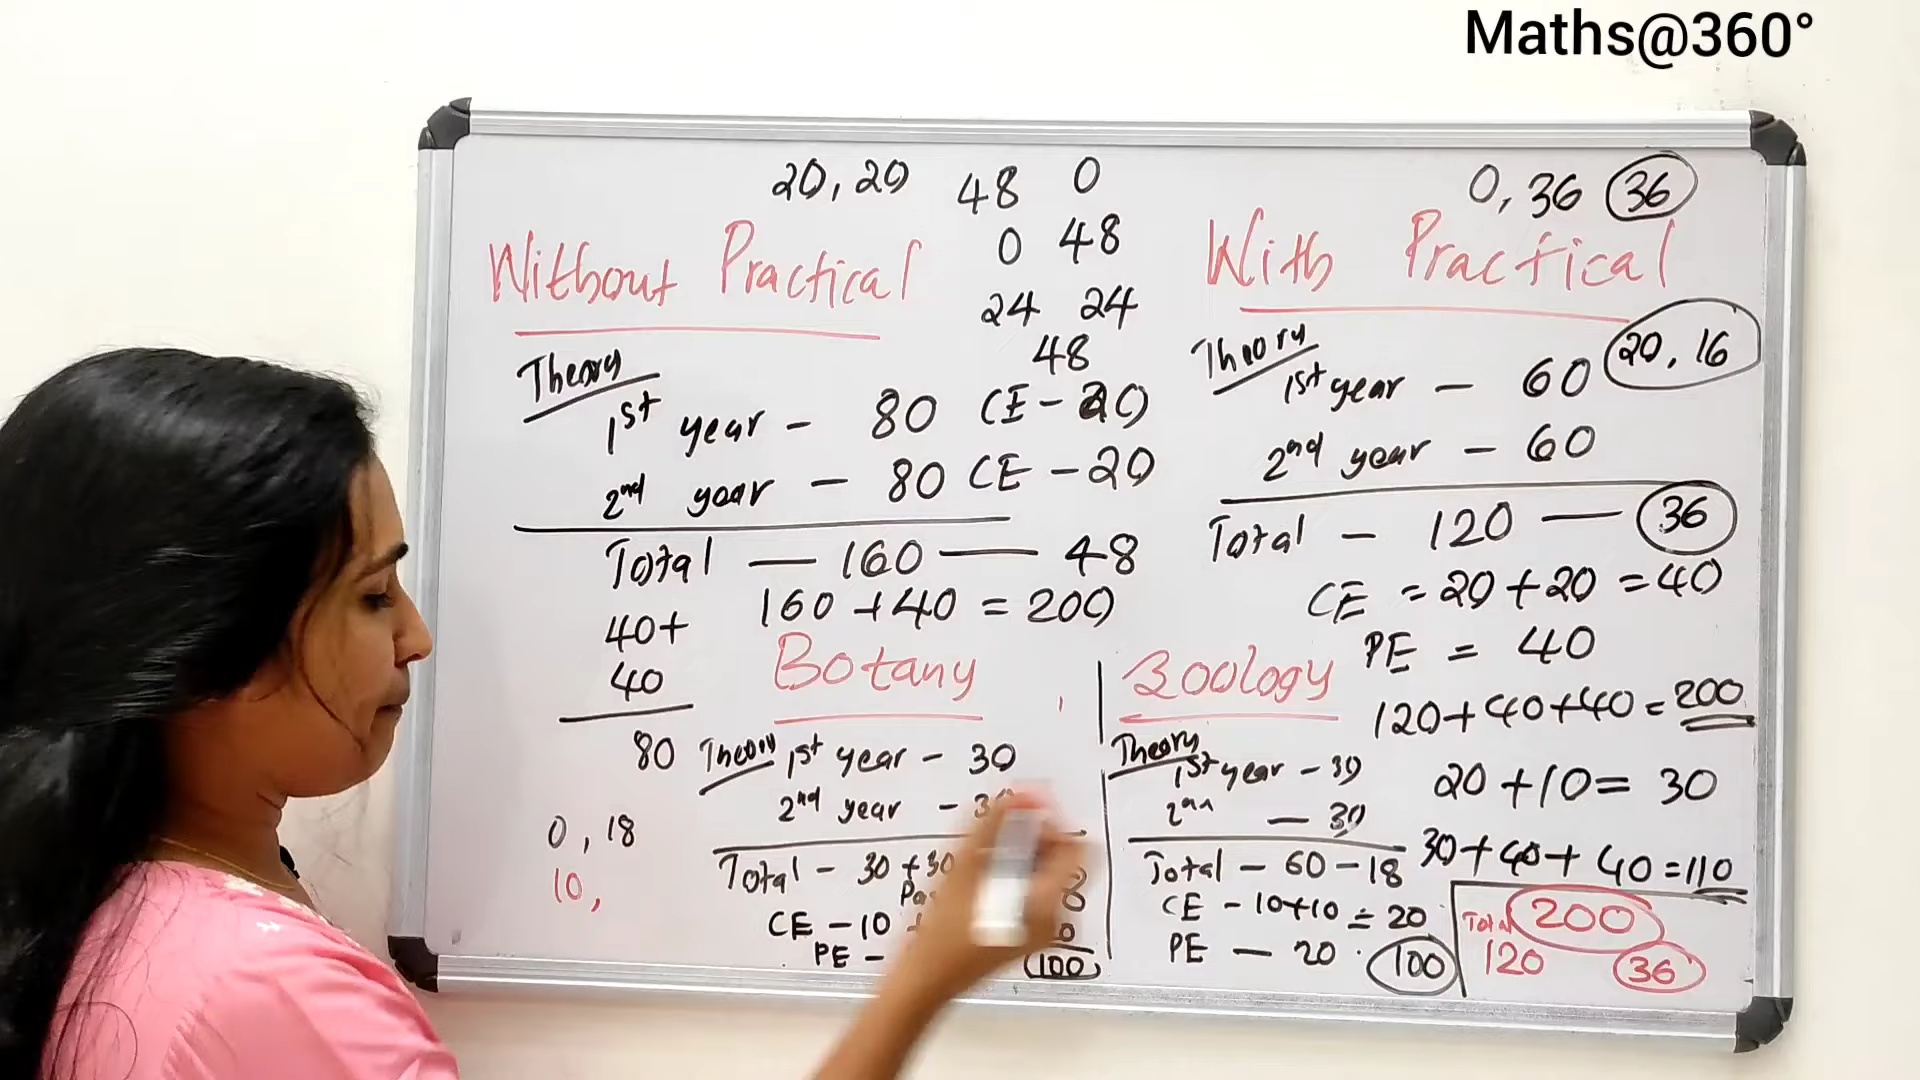 Maths@360°
20, 20 48 0
0 48
24 24
48
0, 36 36
Without Practical
Theory
1st year - 80 CE - 20
2nd year - 80 CE - 20
Total - 160 - 48
160 + 40 = 200
40+
40
80
0, 18
10,
With Practical
Theory
20, 16
1st year - 60
2nd year - 60
Total - 120 - 36
CE = 20 + 20 = 40
PE = 40
120 + 40 + 40 = 200
20 + 10 = 30
30 + 40 + 40 = 110
Botany
Theory 1st year - 30
2nd year - 30
Total - 30 + 30
CE - 10
PE -
100
Zoology
Theory
1st year - 30
2nd - 30
Total - 60 - 18
CE - 10 + 10 = 20
PE - 20
100
Total 200
120 36